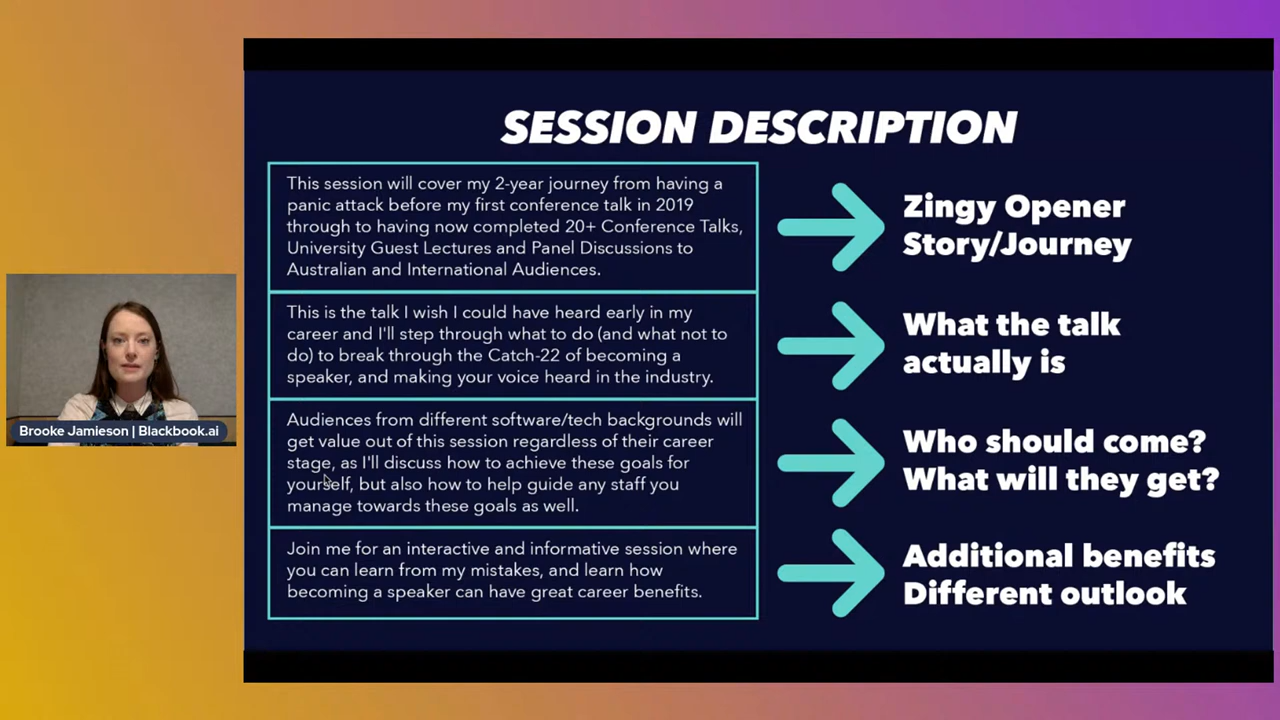 SESSION DESCRIPTION
This session will cover my 2-year journey from having a
panic attack before my first conference talk in 2019
through to having now completed 20+ Conference Talks,
University Guest Lectures and Panel Discussions to
Australian and International Audiences.
Zingy Opener
Story/Journey
This is the talk I wish I could have heard early in my
career and I'll step through what to do (and what not to
do) to break through the Catch-22 of becoming a
speaker, and making your voice heard in the industry.
What the talk
actually is
Audiences from different software/tech backgrounds will
get value out of this session regardless of their career
stage, as I'll discuss how to achieve these goals for
yourself, but also how to help guide any staff you
manage towards these goals as well.
Who should come?
What will they get?
Join me for an interactive and informative session where
you can learn from my mistakes, and learn how
becoming a speaker can have great career benefits.
Additional benefits
Different outlook
Brooke Jamieson | Blackbook.ai